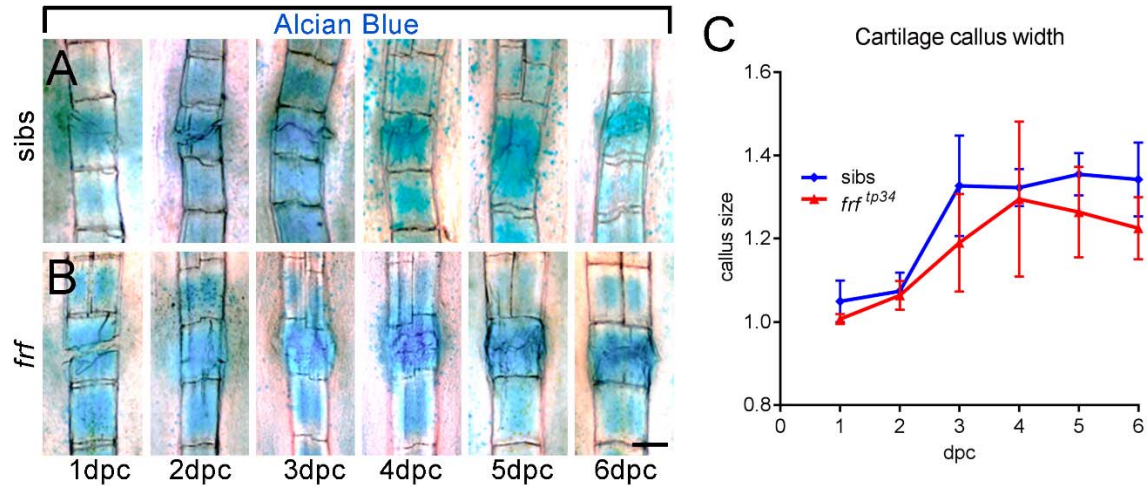 Alcian Blue
A
sibs
B
frf
1dpc 2dpc 3dpc 4dpc 5dpc 6dpc
C
Cartilage callus width
1.6
1.4
1.2
1.0
0.8
callus size
sibs
frf tp34
0 1 2 3 4 5 6
dpc